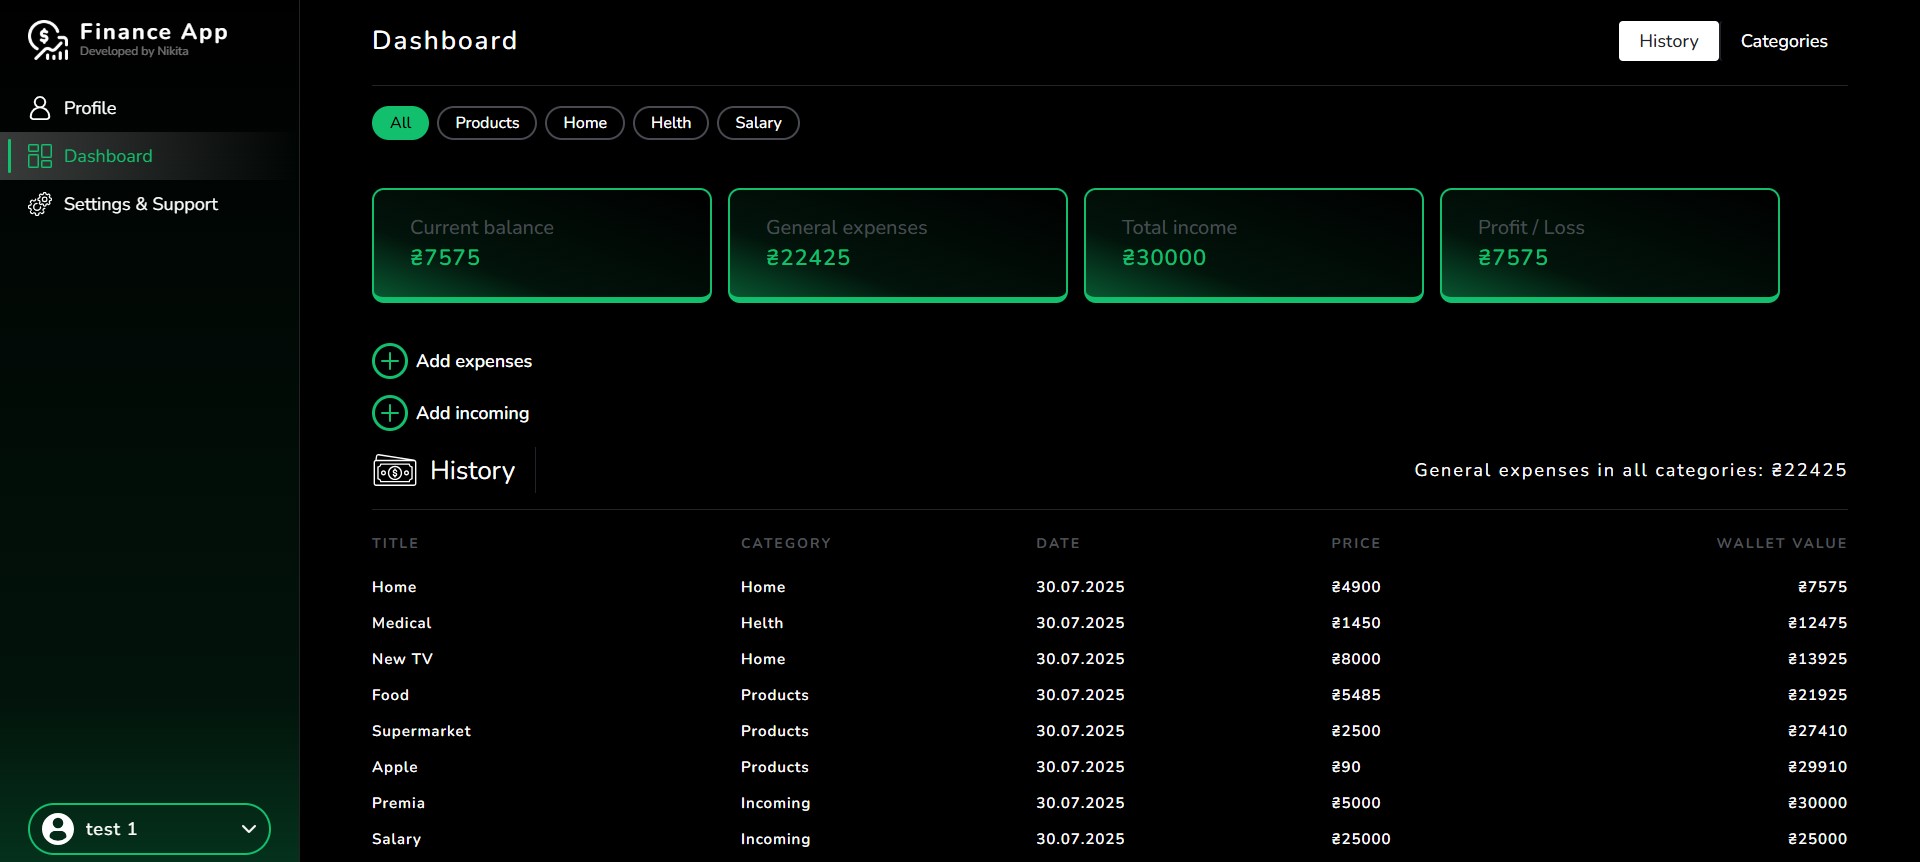 Finance App
Developed by Nikita
Profile
Dashboard
Settings & Support
test 1
Dashboard
History Categories
All Products Home Helth Salary
Current balance General expenses Total income Profit / Loss
₴7575 ₴22425 ₴30000 ₴7575
Add expenses
Add incoming
History General expenses in all categories: ₴22425
TITLE CATEGORY DATE PRICE WALLET VALUE
Home Home 30.07.2025 ₴4900 ₴7575
Medical Helth 30.07.2025 ₴1450 ₴12475
New TV Home 30.07.2025 ₴8000 ₴13925
Food Products 30.07.2025 ₴5485 ₴21925
Supermarket Products 30.07.2025 ₴2500 ₴27410
Apple Products 30.07.2025 ₴90 ₴29910
Premia Incoming 30.07.2025 ₴5000 ₴30000
Salary Incoming 30.07.2025 ₴25000 ₴25000